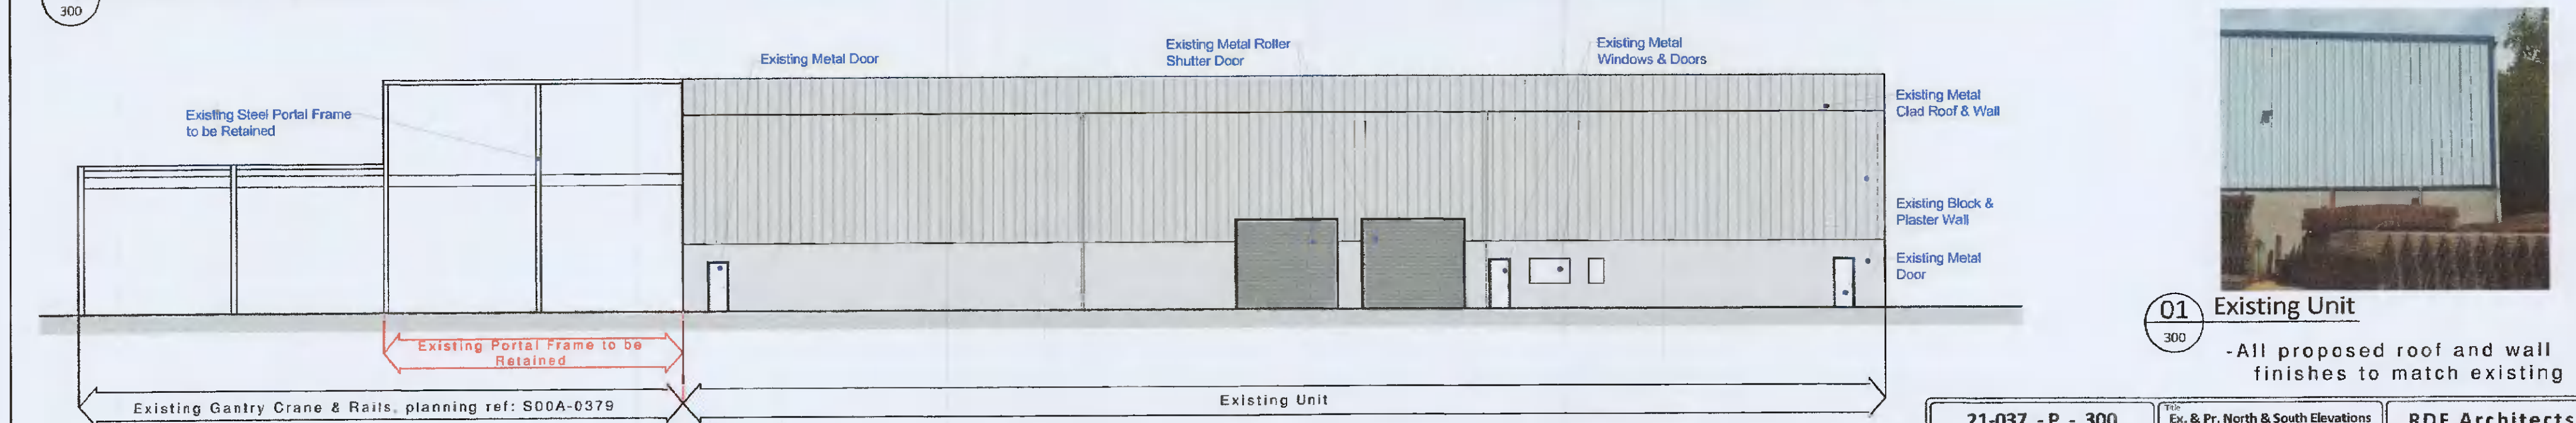 300
Existing Metal Door
Existing Metal Roller
Shutter Door
Existing Metal
Windows & Doors
Existing Steel Portal Frame
to be Retained
Existing Metal
Clad Roof & Wall
Existing Block &
Plaster Wall
Existing Metal
Door
Existing Portal Frame to be
Retained
Existing Gantry Crane & Rails, planning ref: S00A-0379
Existing Unit
01
300
Existing Unit
-All proposed roof and wall
finishes to match existing
21-037 - P - 300
Title
Ex. & Pr. North & South Elevations
RDF Architects